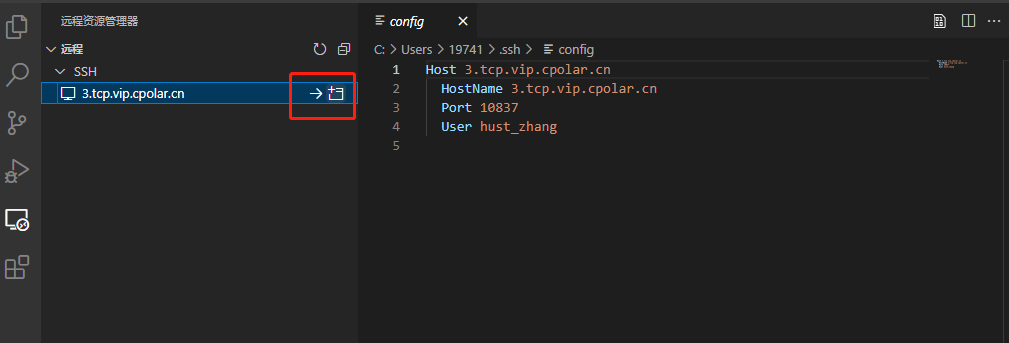 远程资源管理器
远程
SSH
3.tcp.vip.cpolar.cn
config
C: > Users > 19741 > .ssh > config
1 Host 3.tcp.vip.cpolar.cn
2 HostName 3.tcp.vip.cpolar.cn
3 Port 10837
4 User hust_zhang
5